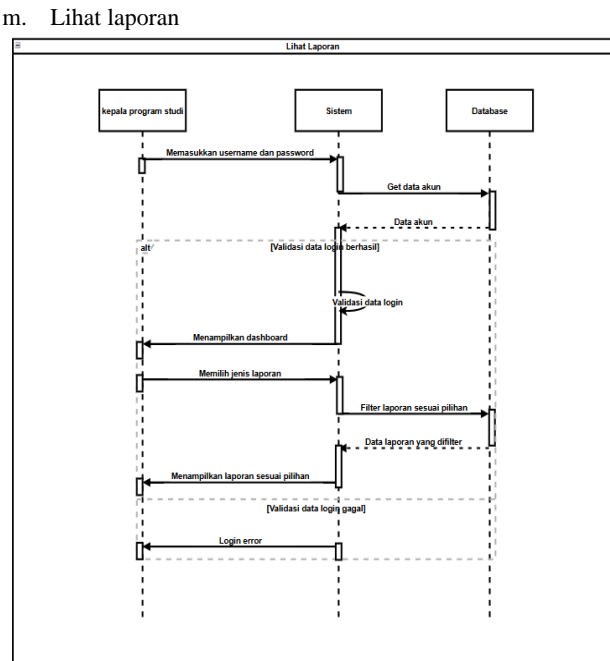 m. Lihat laporan
Lihat Laporan
kepala program studi
Sistem
Database
Memasukkan username dan password
Get data akun
Data akun
alt
[Validasi data login berhasil]
Validasi data login
Menampilkan dashboard
Memilih jenis laporan
Filter laporan sesuai pilihan
Data laporan yang difilter
Menampilkan laporan sesuai pilihan
[Validasi data login gagal]
Login error